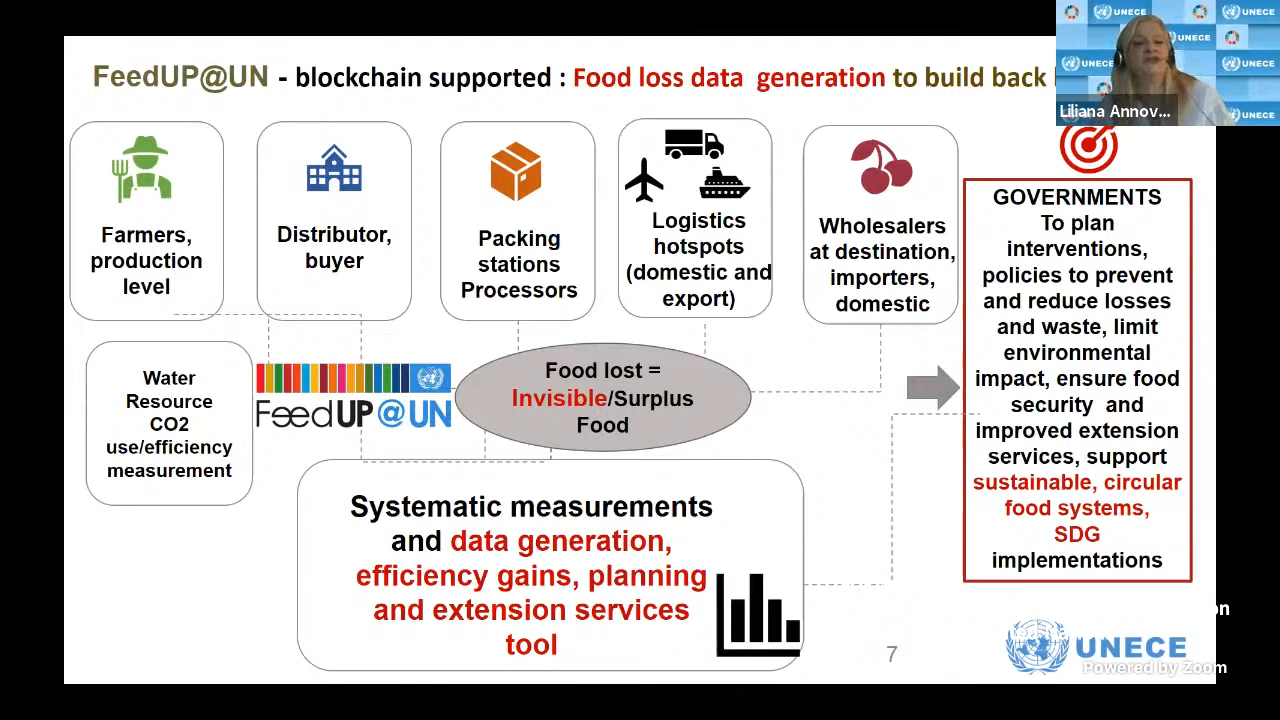 FeedUP@UN - blockchain supported : Food loss data generation to build back
UNECE
UNECE
UNECE
UNECE
UNECE
Liliana Annov...
Farmers,
production
level
Distributor,
buyer
Packing
stations
Processors
Logistics
hotspots
(domestic and
export)
Wholesalers
at destination,
importers,
domestic
GOVERNMENTS
To plan
interventions,
policies to prevent
and reduce losses
and waste, limit
environmental
impact, ensure food
security and
improved extension
services, support
sustainable, circular
food systems,
SDG
implementations
Water
Resource
CO2
use/efficiency
measurement
FeedUP@UN
Food lost =
Invisible/Surplus
Food
Systematic measurements
and data generation,
efficiency gains, planning
and extension services
tool
7
UNECE
Powered by Zoom